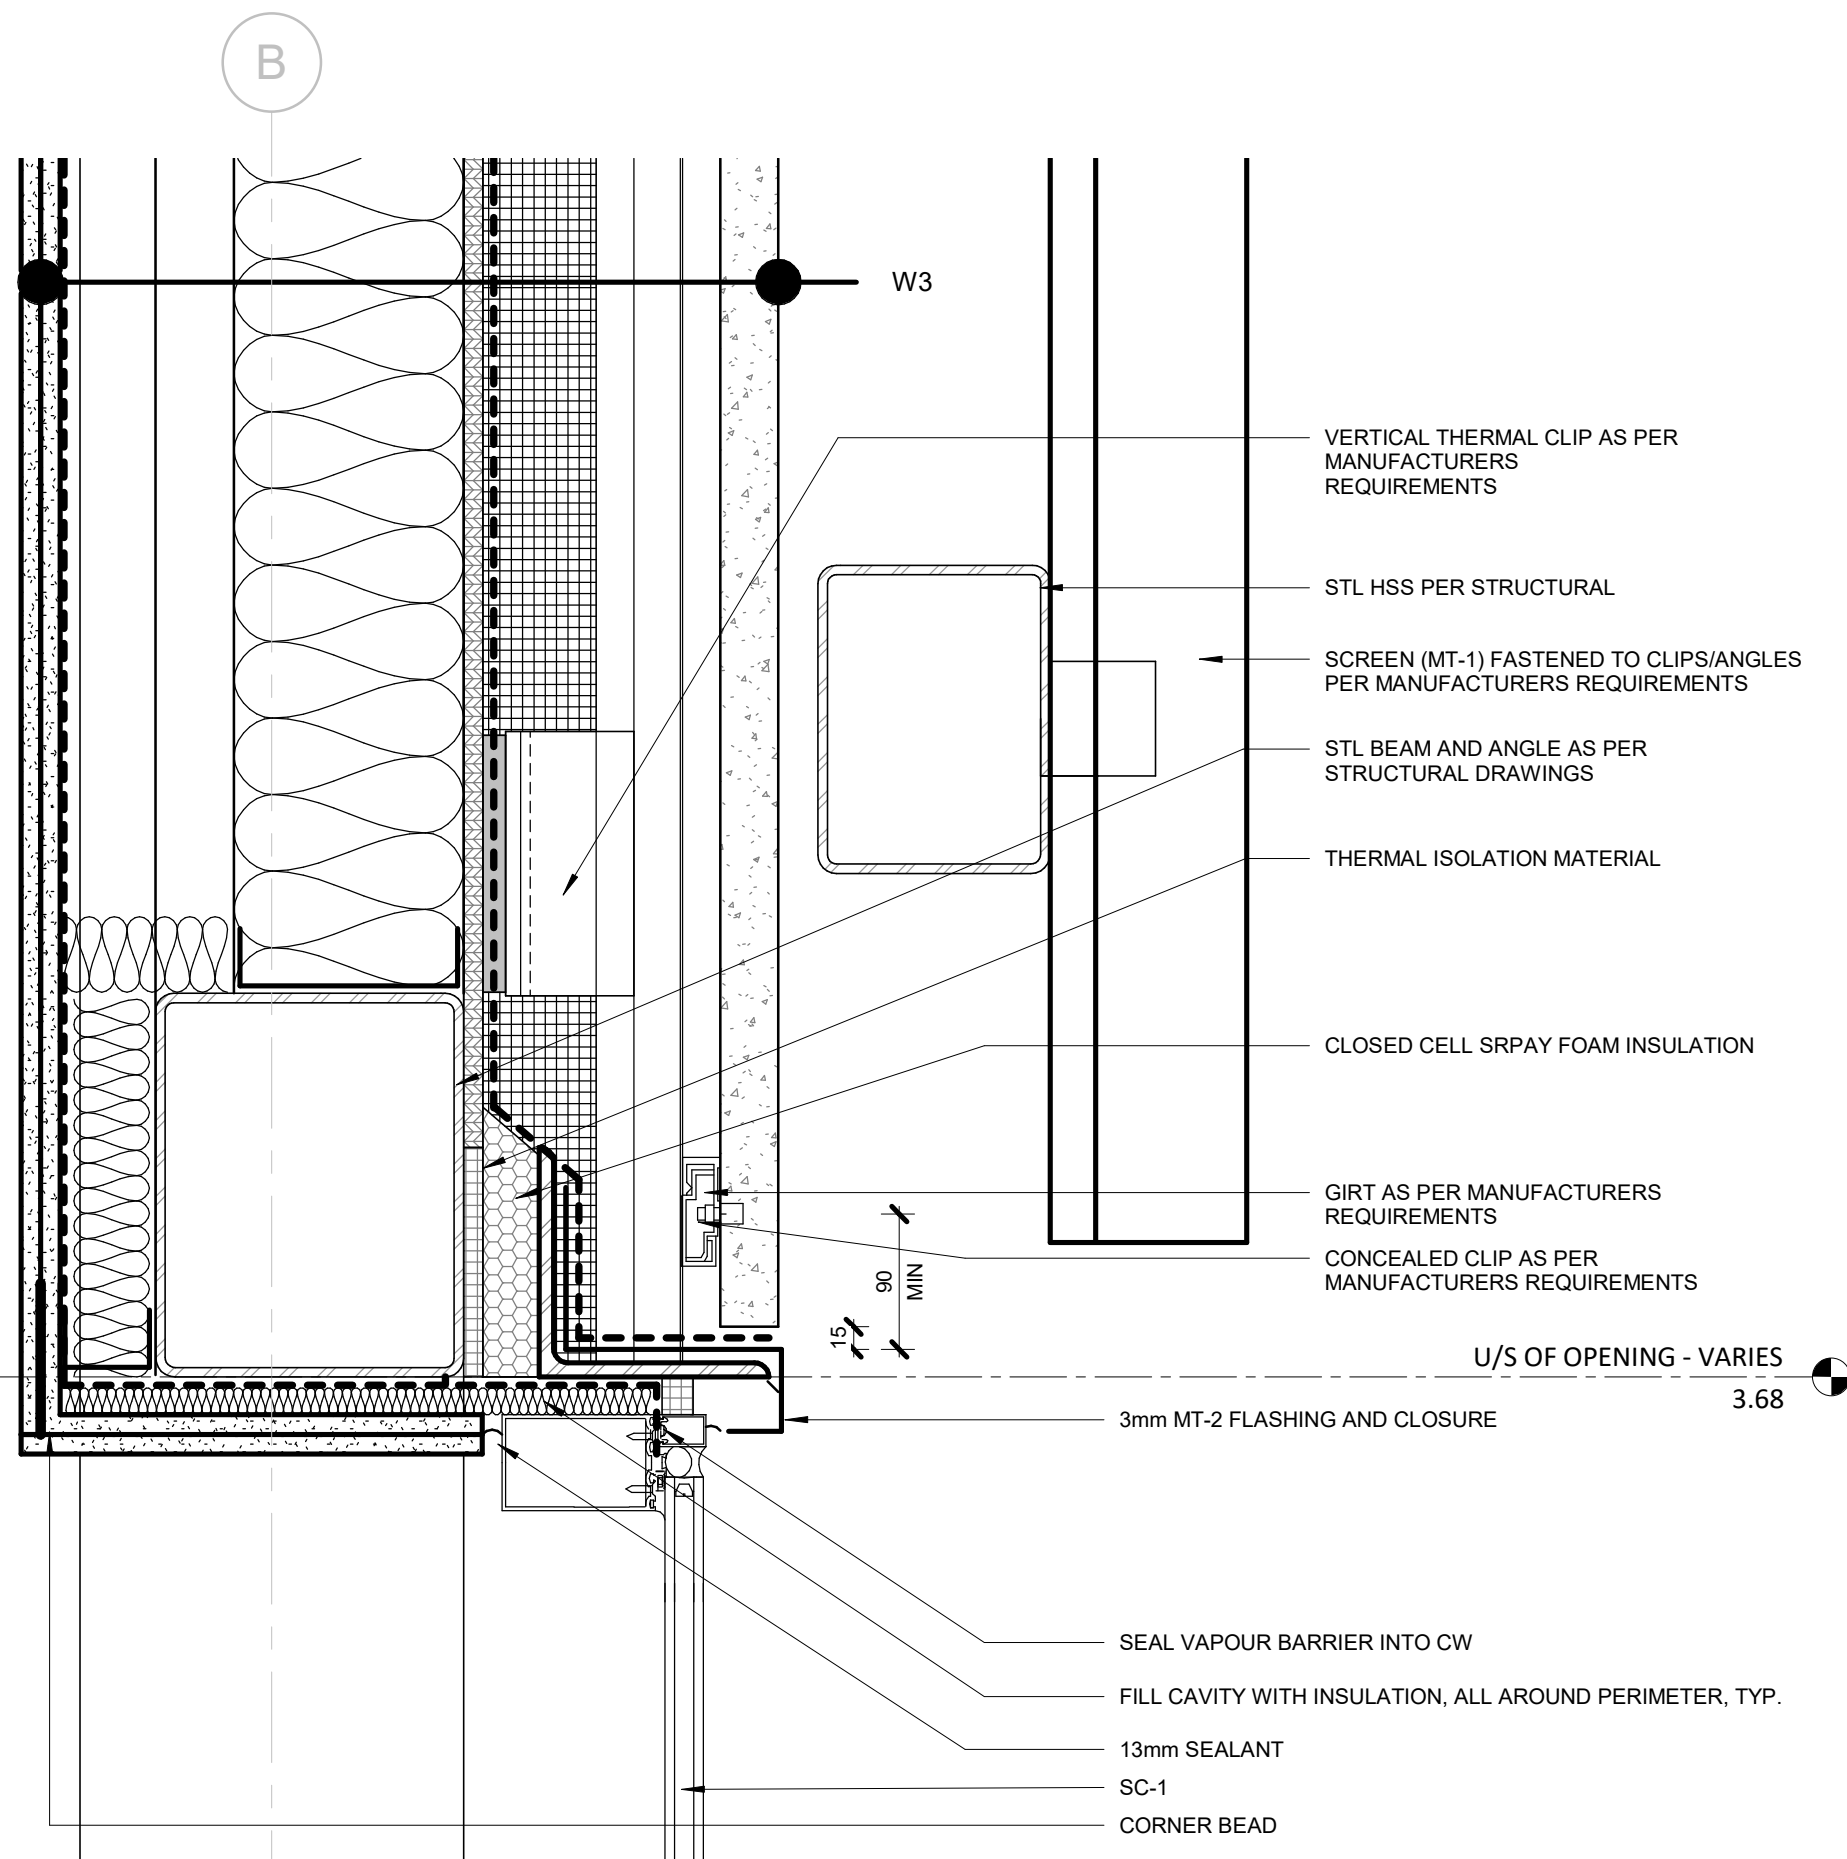 B
W3
VERTICAL THERMAL CLIP AS PER
MANUFACTURERS
REQUIREMENTS
STL HSS PER STRUCTURAL
SCREEN (MT-1) FASTENED TO CLIPS/ANGLES
PER MANUFACTURERS REQUIREMENTS
STL BEAM AND ANGLE AS PER
STRUCTURAL DRAWINGS
THERMAL ISOLATION MATERIAL
CLOSED CELL SRPAY FOAM INSULATION
GIRT AS PER MANUFACTURERS
REQUIREMENTS
CONCEALED CLIP AS PER
MANUFACTURERS REQUIREMENTS
90
MIN
15
U/S OF OPENING - VARIES
3.68
3mm MT-2 FLASHING AND CLOSURE
SEAL VAPOUR BARRIER INTO CW
FILL CAVITY WITH INSULATION, ALL AROUND PERIMETER, TYP.
13mm SEALANT
SC-1
CORNER BEAD